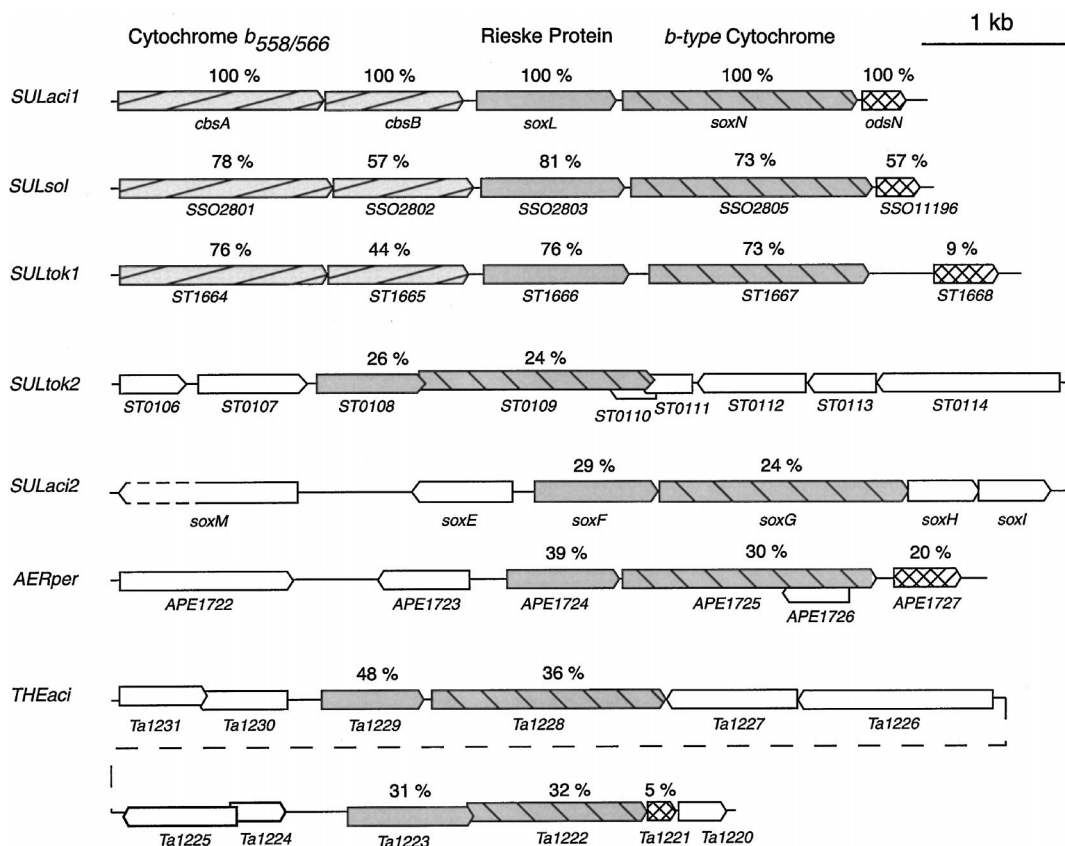 Cytochrome b558/566 Rieske Protein b-type Cytochrome 1 kb
100 % 100 % 100 % 100 % 100 %
SULaci1
cbsA cbsB soxL soxN odsN
78 % 57 % 81 % 73 % 57 %
SULsol
SSO2801 SSO2802 SSO2803 SSO2805 SSO11196
76 % 44 % 76 % 73 % 9 %
SULtok1
ST1664 ST1665 ST1666 ST1667 ST1668
26 % 24 %
SULtok2
ST0106 ST0107 ST0108 ST0109 ST0110 ST0111 ST0112 ST0113 ST0114
29 % 24 %
SULaci2
soxM soxE soxF soxG soxH soxI
39 % 30 % 20 %
AERper
APE1722 APE1723 APE1724 APE1725 APE1726 APE1727
48 % 36 %
THEaci
Ta1231 Ta1230 Ta1229 Ta1228 Ta1227 Ta1226
31 % 32 % 5 %
Ta1225 Ta1224 Ta1223 Ta1222 Ta1221 Ta1220